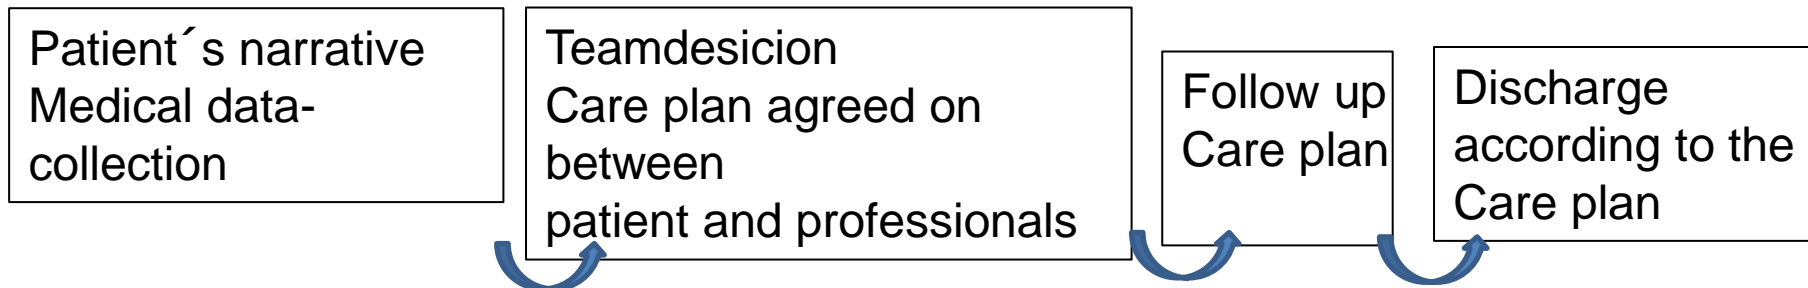 Patient´s narrative
Medical data-
collection
Teamdesicion
Care plan agreed on
between
patient and professionals
Follow up
Care plan
Discharge
according to the
Care plan